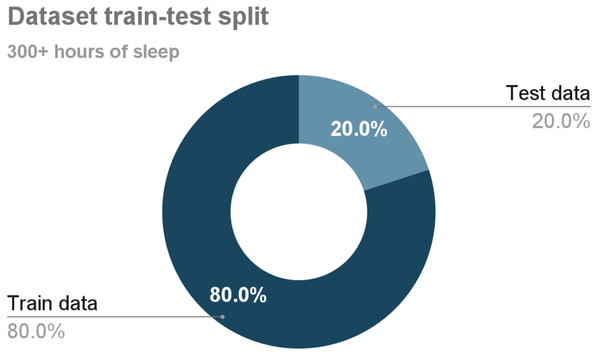 Dataset train-test split
300+ hours of sleep
Test data
20.0%
20.0%
80.0%
Train data
80.0%